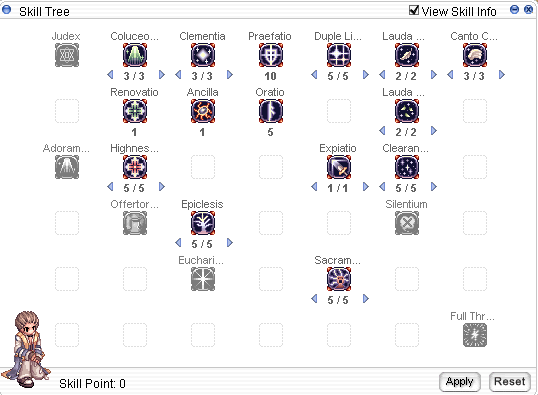 Skill Tree
View Skill Info
Judex
Coluceo...
Clementia
Praefatio
Duple Li...
Lauda ...
Canto C...
3 / 3
3 / 3
10
5 / 5
2 / 2
3 / 3
Renovatio
Ancilla
Oratio
Lauda ...
1
1
5
2 / 2
Adoram...
Highnes...
Expiatio
Clearan...
5 / 5
1 / 1
5 / 5
Offertor...
Epiclesis
Silentium
5 / 5
Euchari...
Sacram...
5 / 5
Full Thr...
Skill Point: 0
Apply
Reset